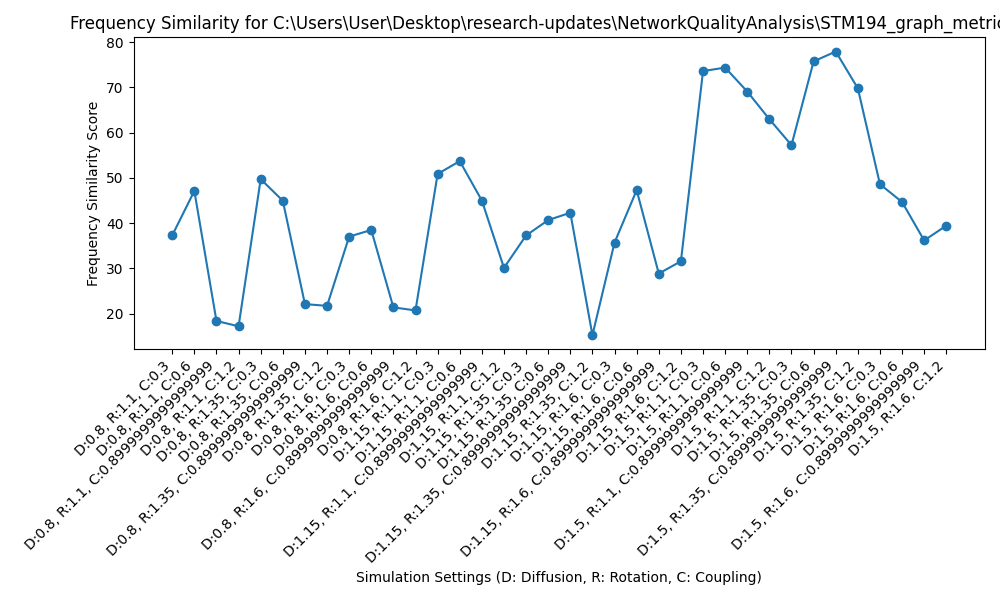 Frequency Similarity for C:\Users\User\Desktop\research-updates\NetworkQualityAnalysis\STM194_graph_metric
Frequency Similarity Score
80
70
60
50
40
30
20
D:0.8, R:1.1, C:0.3
D:0.8, R:1.1, C:0.6
D:0.8, R:1.1, C:0.8999999999999999
D:0.8, R:1.1, C:1.2
D:0.8, R:1.35, C:0.3
D:0.8, R:1.35, C:0.6
D:0.8, R:1.35, C:0.8999999999999999
D:0.8, R:1.35, C:1.2
D:0.8, R:1.6, C:0.3
D:0.8, R:1.6, C:0.6
D:0.8, R:1.6, C:0.8999999999999999
D:0.8, R:1.6, C:1.2
D:1.15, R:1.1, C:0.3
D:1.15, R:1.1, C:0.6
D:1.15, R:1.1, C:0.8999999999999999
D:1.15, R:1.1, C:1.2
D:1.15, R:1.35, C:0.3
D:1.15, R:1.35, C:0.6
D:1.15, R:1.35, C:0.8999999999999999
D:1.15, R:1.35, C:1.2
D:1.15, R:1.6, C:0.3
D:1.15, R:1.6, C:0.6
D:1.15, R:1.6, C:0.8999999999999999
D:1.15, R:1.6, C:1.2
D:1.5, R:1.1, C:0.3
D:1.5, R:1.1, C:0.6
D:1.5, R:1.1, C:0.8999999999999999
D:1.5, R:1.1, C:1.2
D:1.5, R:1.35, C:0.3
D:1.5, R:1.35, C:0.6
D:1.5, R:1.35, C:0.8999999999999999
D:1.5, R:1.35, C:1.2
D:1.5, R:1.6, C:0.3
D:1.5, R:1.6, C:0.6
D:1.5, R:1.6, C:0.8999999999999999
D:1.5, R:1.6, C:1.2
Simulation Settings (D: Diffusion, R: Rotation, C: Coupling)